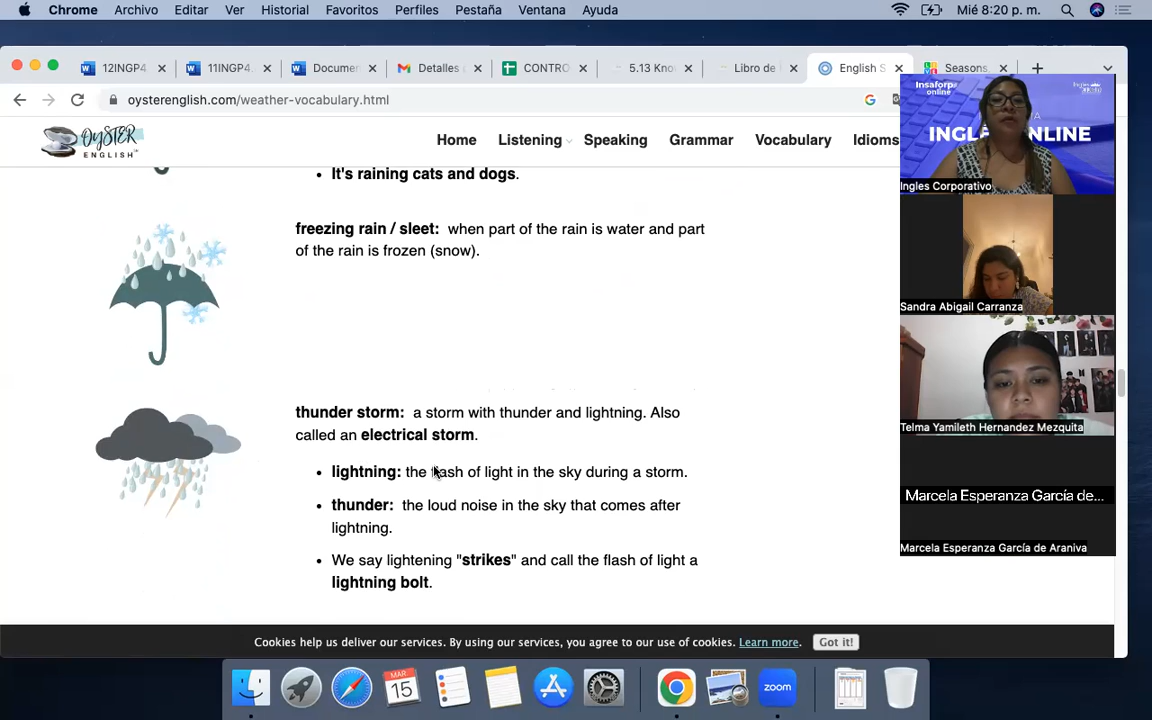 Chrome Archivo Editar Ver Historial Favoritos Perfiles Pestaña Ventana Ayuda Mié 8:20 p. m.
12INGP4 11INGP4. Docume Detalles CONTRO 5.13 Kno Libro de English S Seasons,
oysterenglish.com/weather-vocabulary.html
OYSTER
ENGLISH
Home Listening Speaking Grammar Vocabulary Idioms
Insaforp
online
INGLÉS ONLINE
Ingles Corporativo
It's raining cats and dogs.
freezing rain / sleet: when part of the rain is water and part
of the rain is frozen (snow).
Sandra Abigail Carranza
thunder storm: a storm with thunder and lightning. Also
called an electrical storm.
Telma Yamileth Hernandez Mezquita
lightning: the flash of light in the sky during a storm.
thunder: the loud noise in the sky that comes after
lightning.
Marcela Esperanza García de...
Marcela Esperanza García de Araniva
We say lightening "strikes" and call the flash of light a
lightning bolt.
Cookies help us deliver our services. By using our services, you agree to our use of cookies. Learn more. Got it!
MAR.
15
zoom